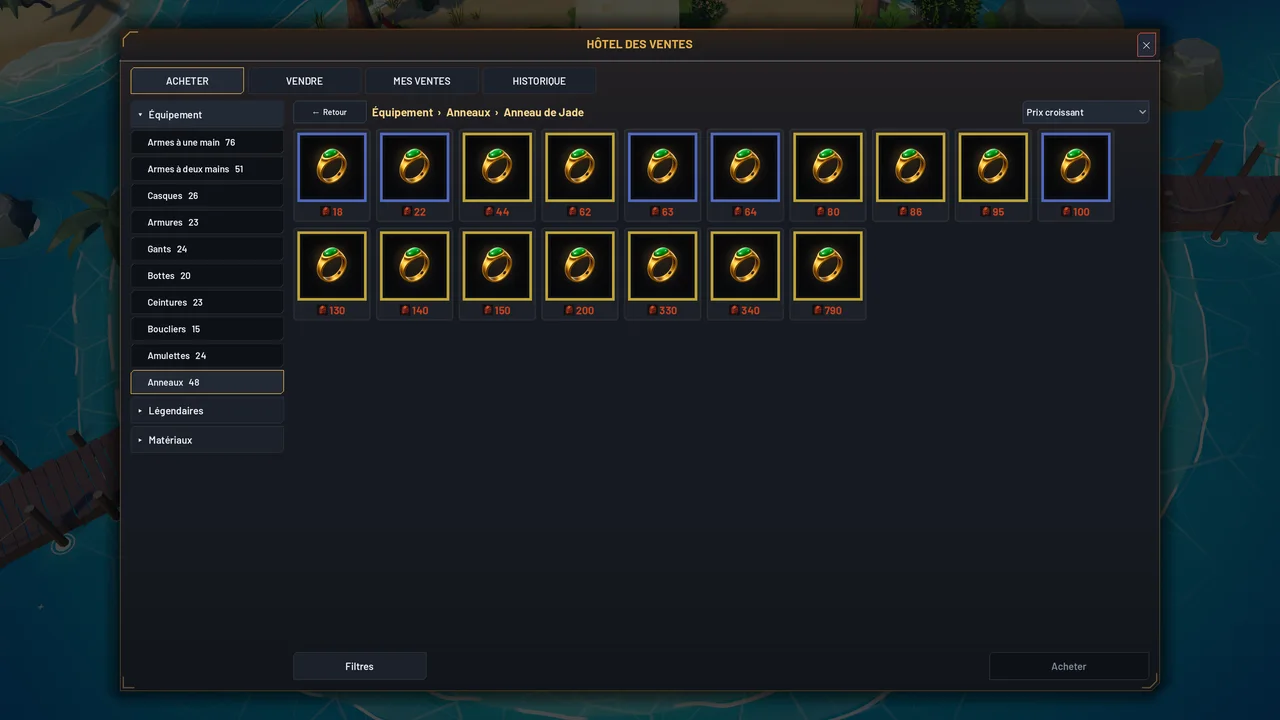 HÔTEL DES VENTES
ACHETER VENDRE MES VENTES HISTORIQUE
Équipement
← Retour Équipement › Anneaux › Anneau de Jade
Prix croissant
Armes à une main 76
Armes à deux mains 51
Casques 26
Armures 23
Gants 24
Bottes 20
Ceintures 23
Boucliers 15
Amulettes 24
Anneaux 48
Légendaires
Matériaux
18 22 44 62 63 64 80 86 95 100
130 140 150 200 330 340 790
Filtres
Acheter